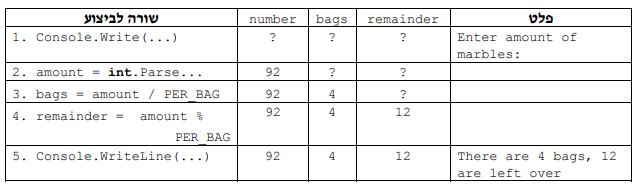 שורה לביצוע number bags remainder פלט
1. Console.Write(...) ? ? ? Enter amount of
marbles:
2. amount = int.Parse... 92 ? ?
3. bags = amount / PER_BAG 92 4 ?
4. remainder = amount % 92 4 12
PER_BAG
5. Console.WriteLine(...) 92 4 12 There are 4 bags, 12
are left over